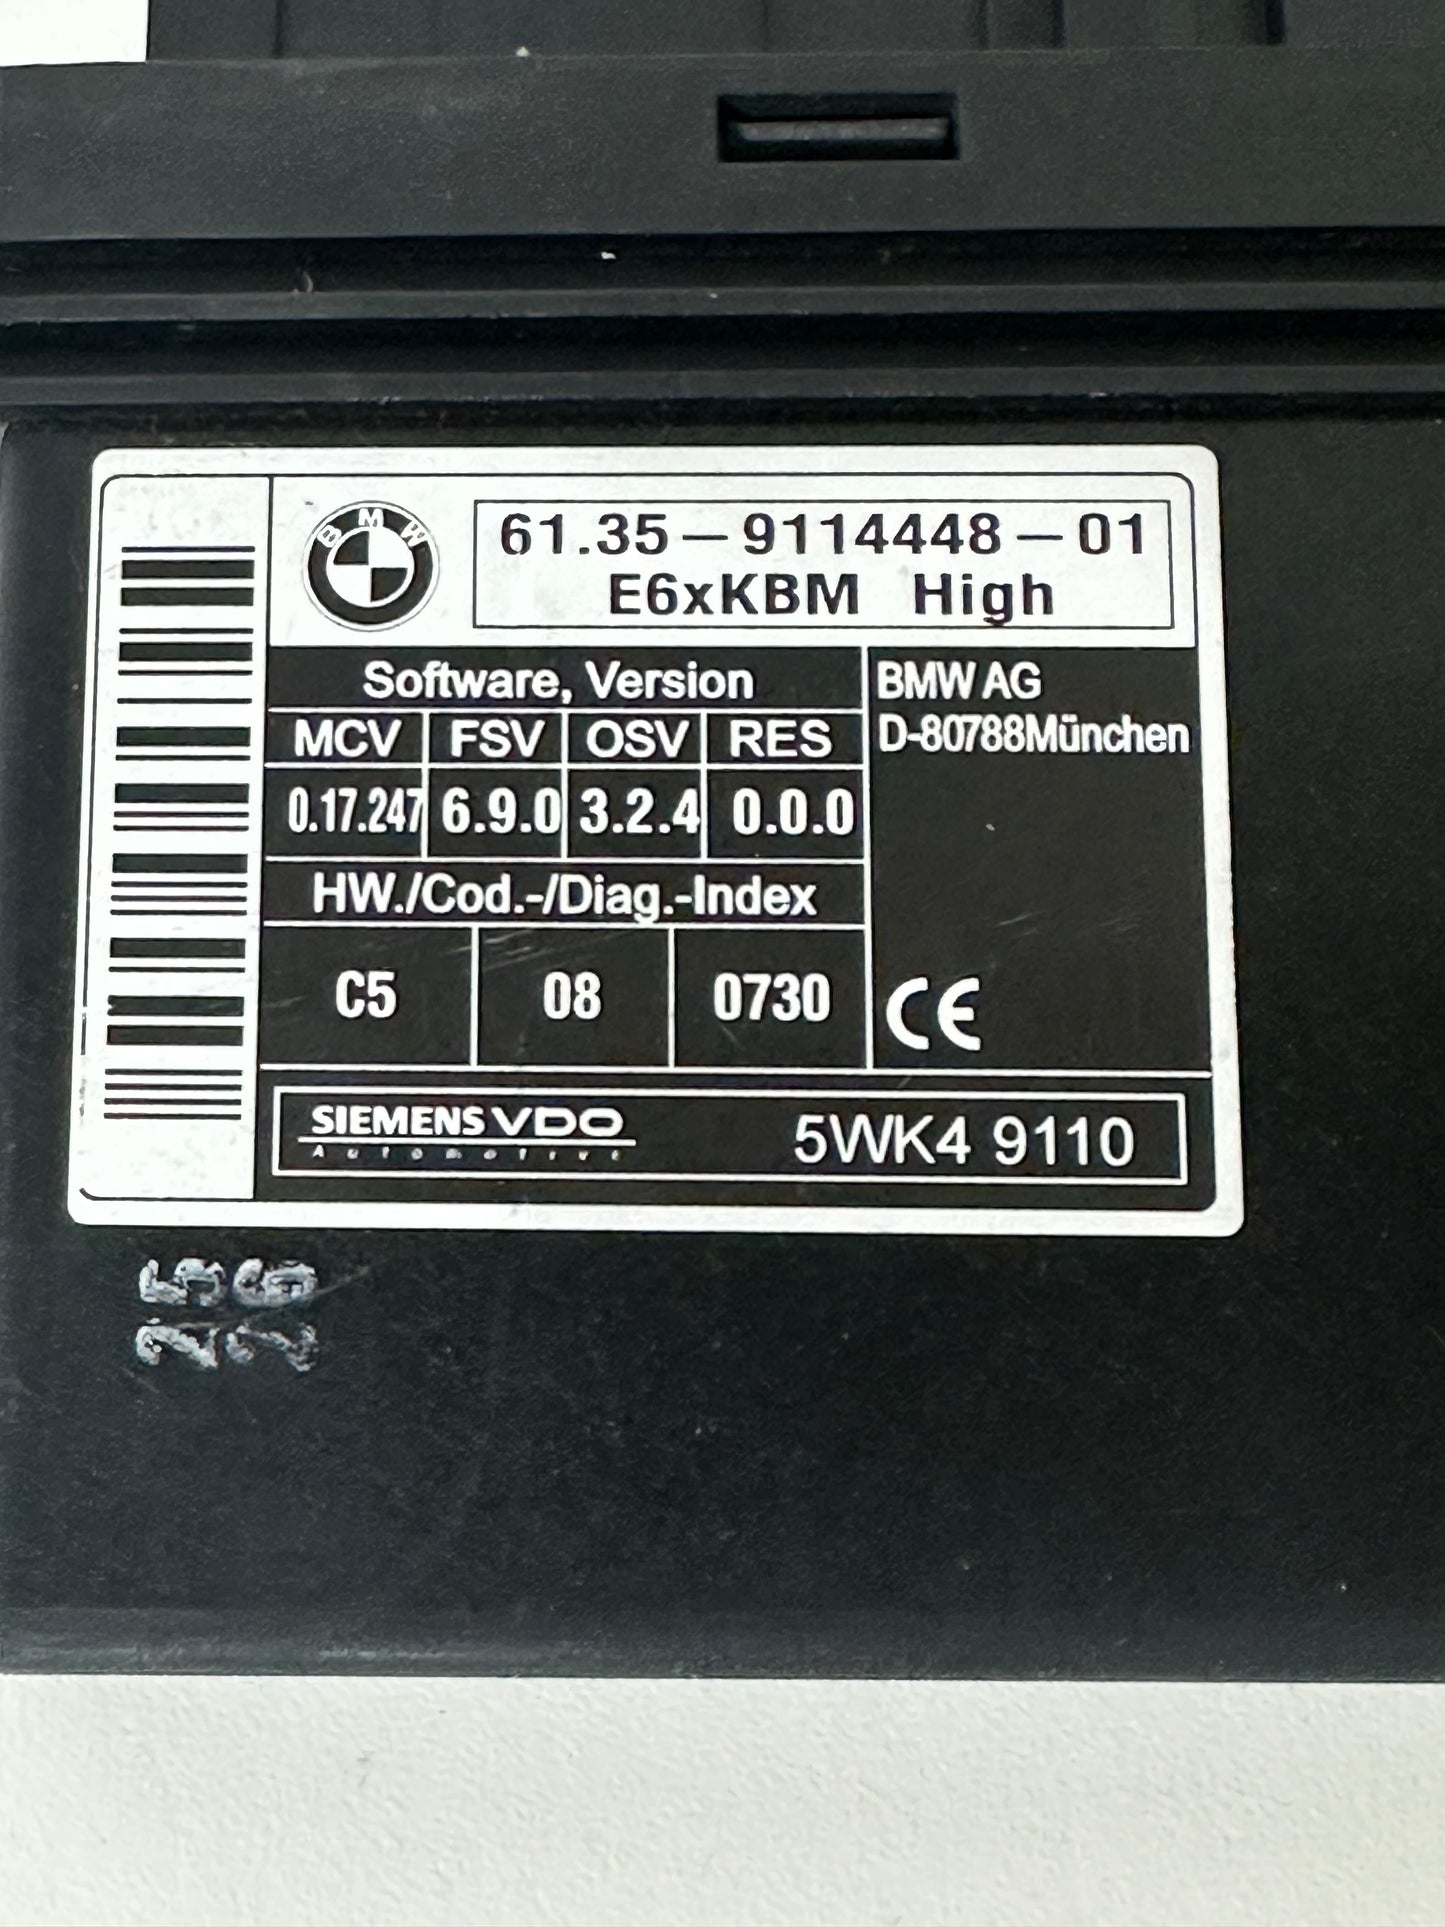 BMW
61.35-9114448-01
E6xKBM High
Software, Version
MCV FSV OSV RES
0.17.247 6.9.0 3.2.4 0.0.0
HW./Cod.-/Diag.-Index
C5 08 0730
BMW AG
D-80788München
CE
SIEMENS VDO
Automotive
5WK4 9110